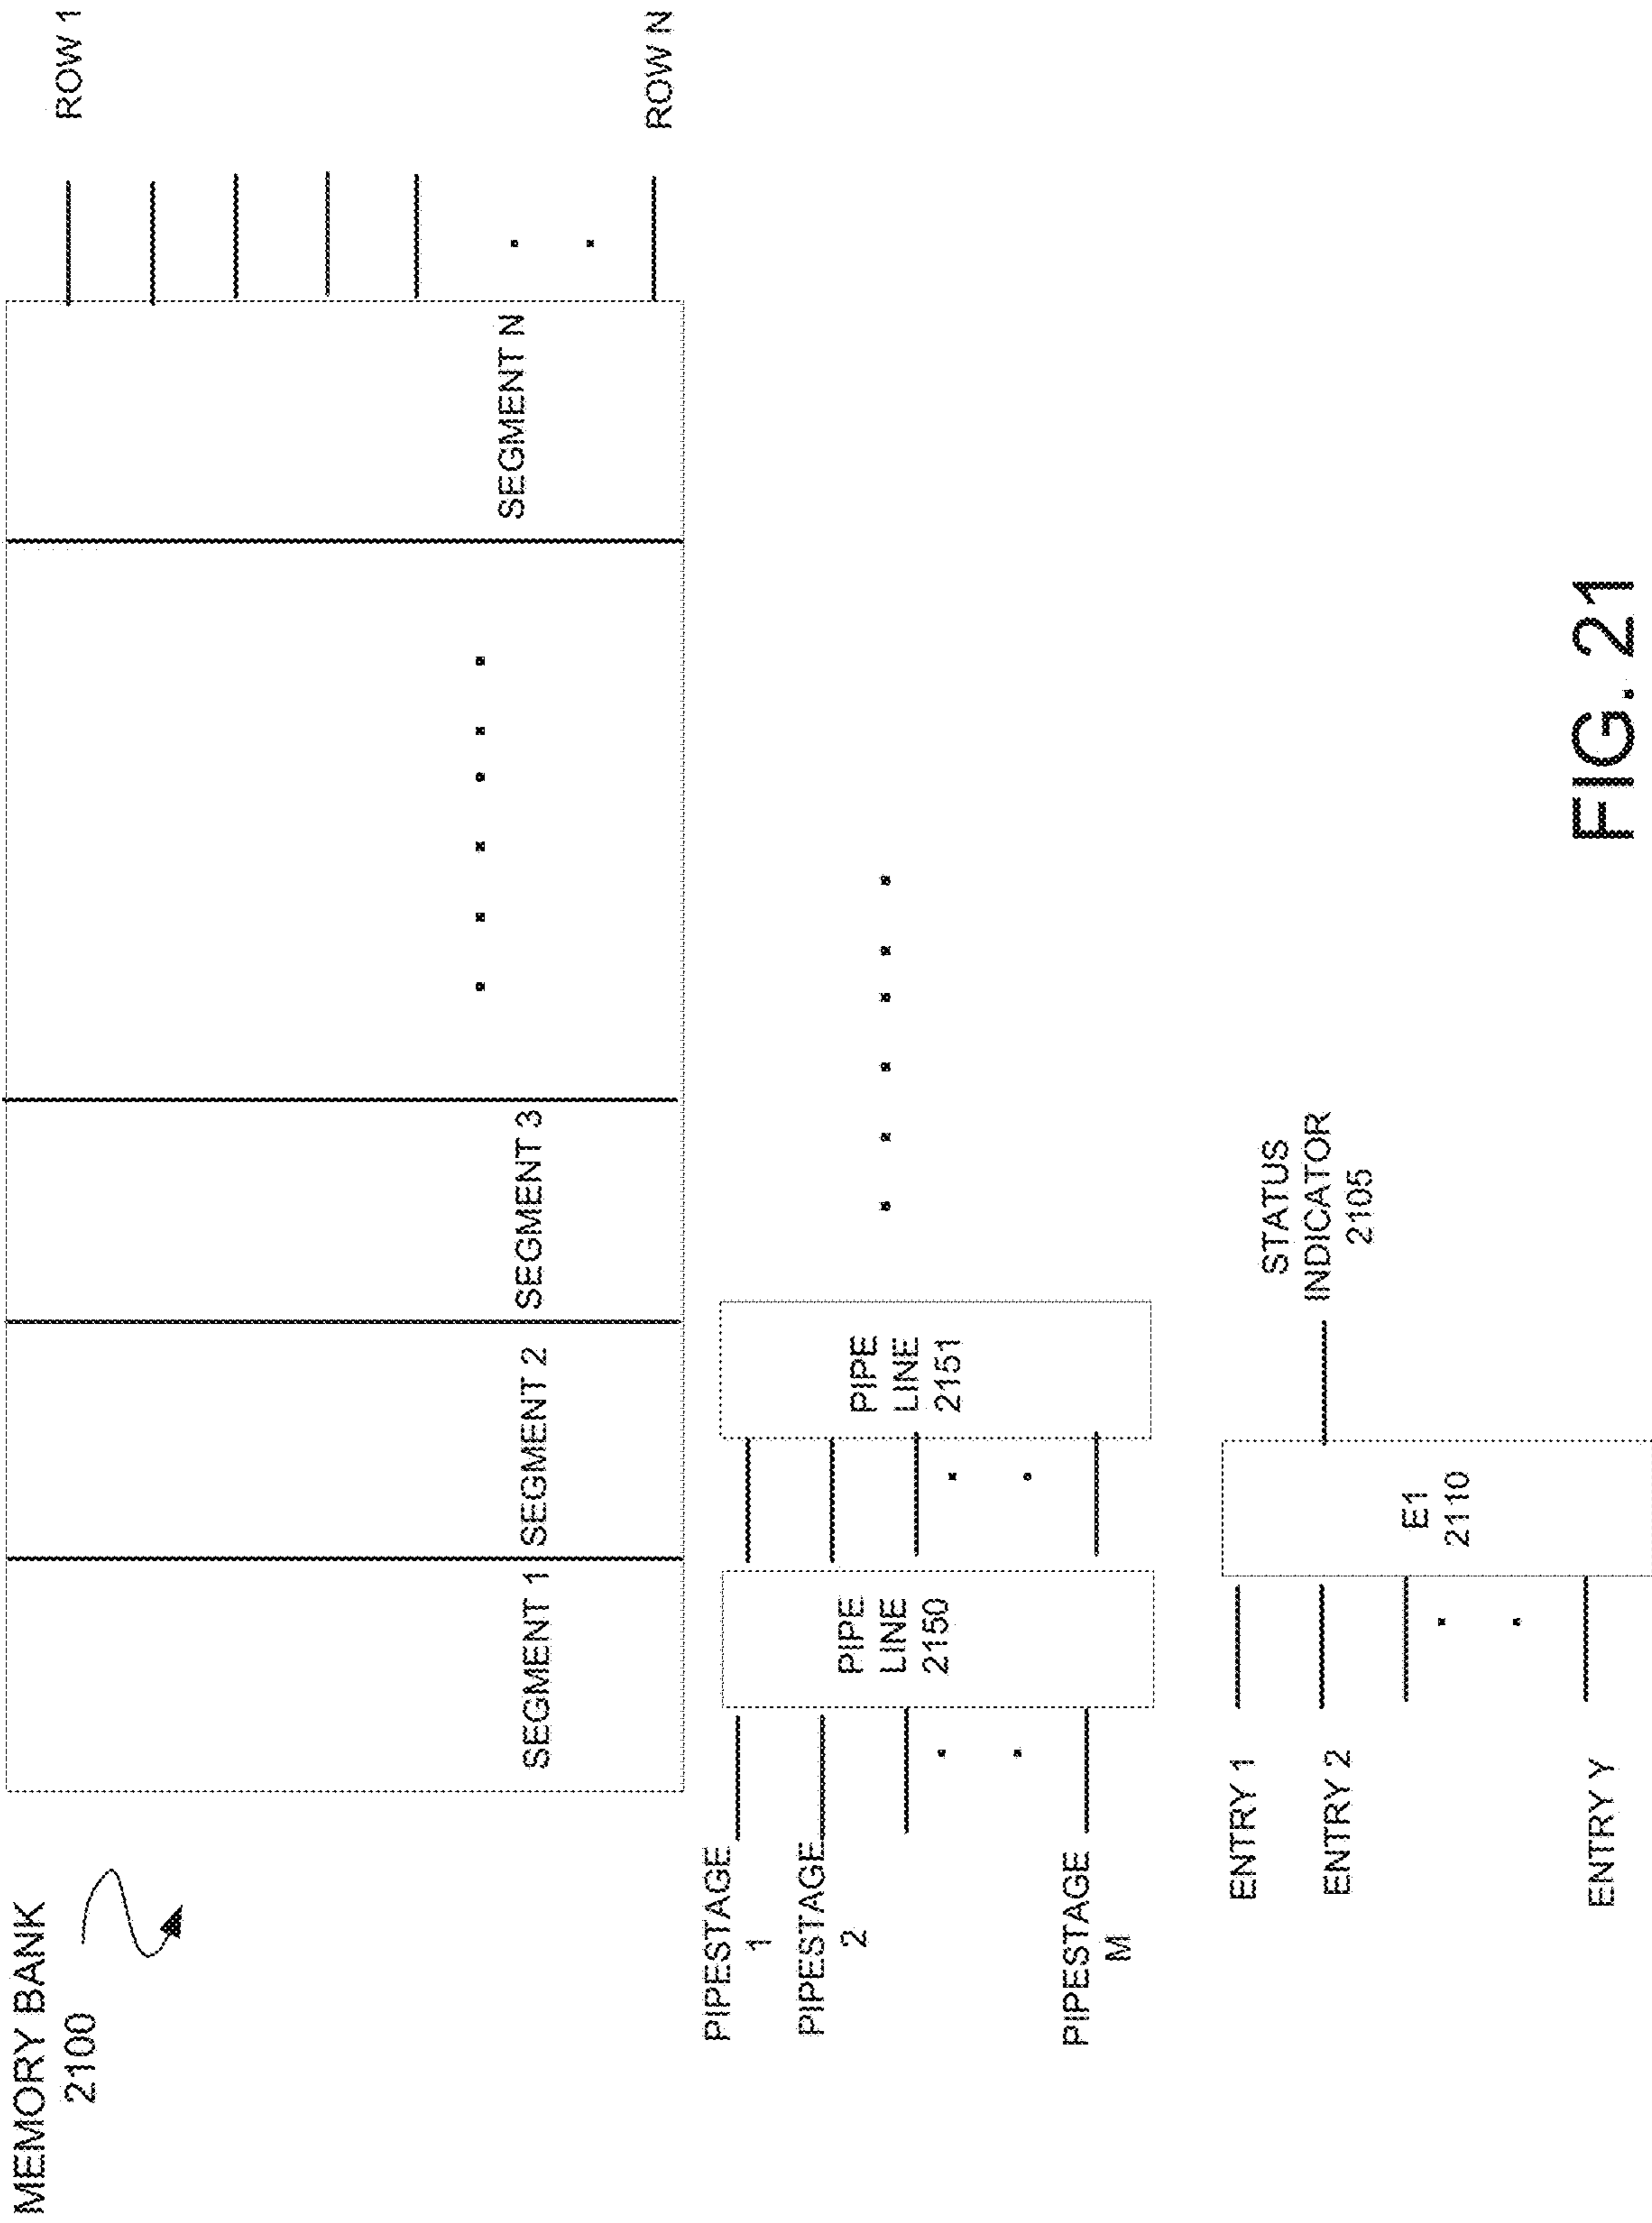 MEMORY BANK
2100
ROW 1
ROW N
SEGMENT 1
SEGMENT 2
SEGMENT 3
SEGMENT N
PIPESTAGE
1
PIPESTAGE
2
PIPESTAGE
M
PIPE
LINE
2150
PIPE
LINE
2151
ENTRY 1
ENTRY 2
ENTRY Y
E1
2110
STATUS
INDICATOR
2105
FIG. 21